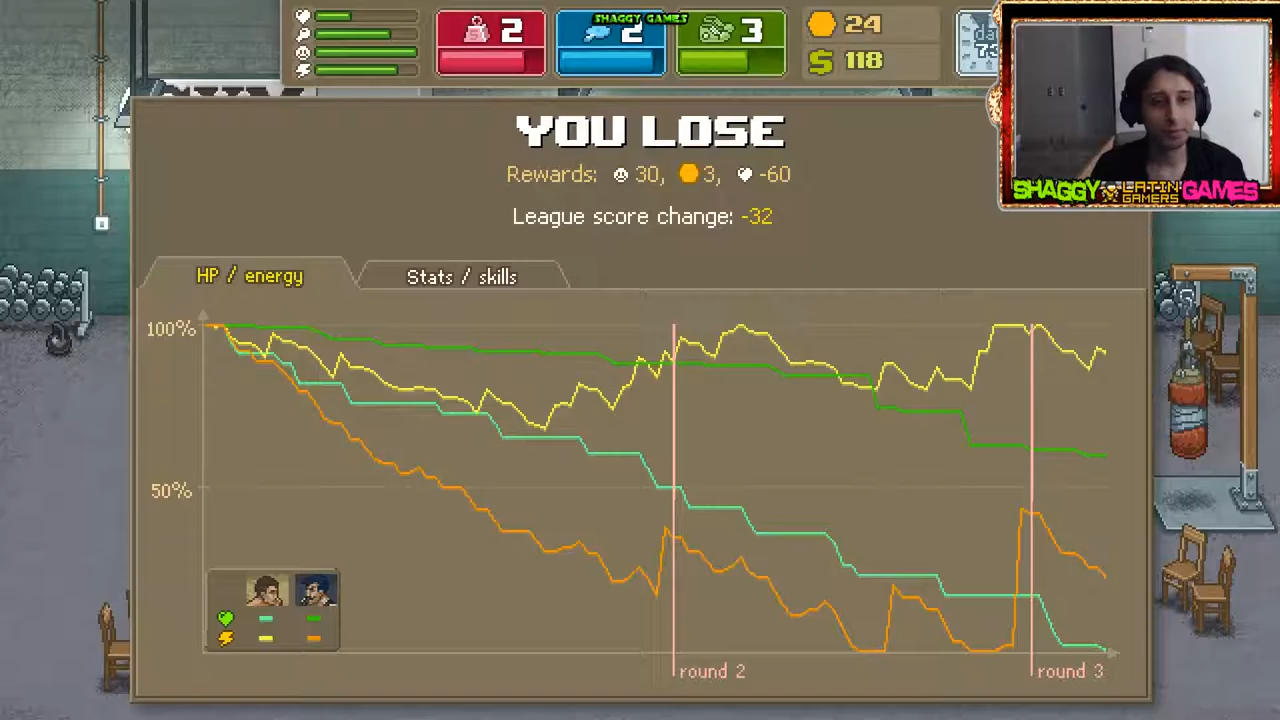 SHAGGY GAMES
2
2
3
24
118
YOU LOSE
Rewards: 30, 3, -60
League score change: -32
SHAGGY LATIN GAMERS GAMES
HP / energy
Stats / skills
100%
50%
round 2
round 3